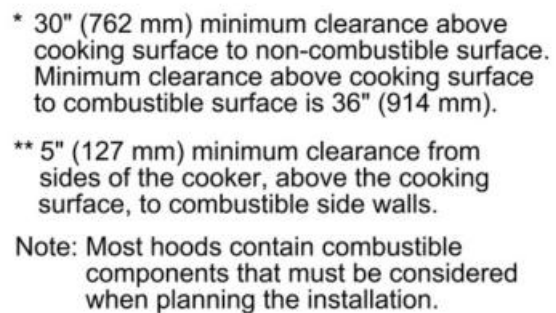 * 30" (762 mm) minimum clearance above
cooking surface to non-combustible surface.
Minimum clearance above cooking surface
to combustible surface is 36" (914 mm).
** 5" (127 mm) minimum clearance from
sides of the cooker, above the cooking
surface, to combustible side walls.
Note: Most hoods contain combustible
components that must be considered
when planning the installation.